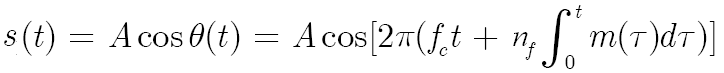 s(t) = A cos θ(t) = A cos[2π(f_c t + n_f ∫_0^t m(τ)dτ)]